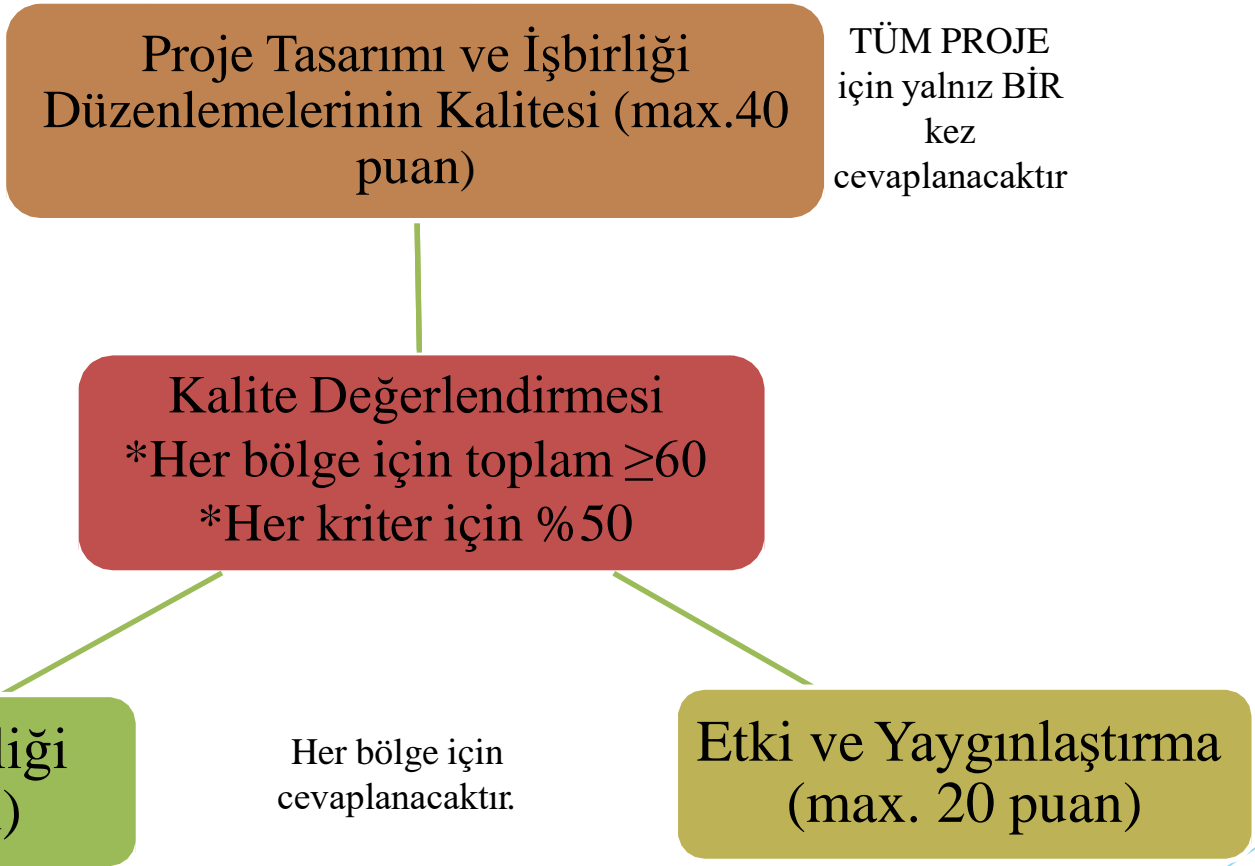 Proje Tasarımı ve İşbirliği
Düzenlemelerinin Kalitesi (max.40
puan)
TÜM PROJE
için yalnız BİR
kez
cevaplanacaktır
Kalite Değerlendirmesi
*Her bölge için toplam ≥60
*Her kriter için %50
liği
)
Her bölge için
cevaplanacaktır.
Etki ve Yaygınlaştırma
(max. 20 puan)